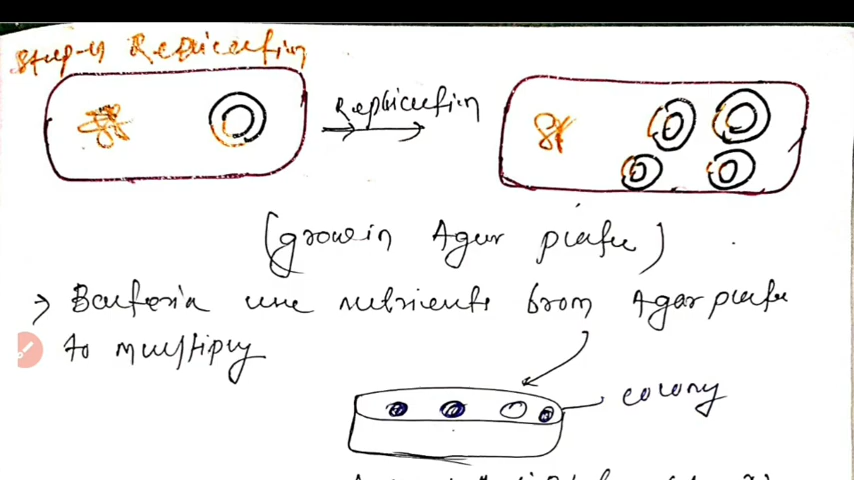 Step-4 Replication
Replication
(grow in Agar plate)
→ Bacteria use nutrients from Agar plate
to multiply
colony